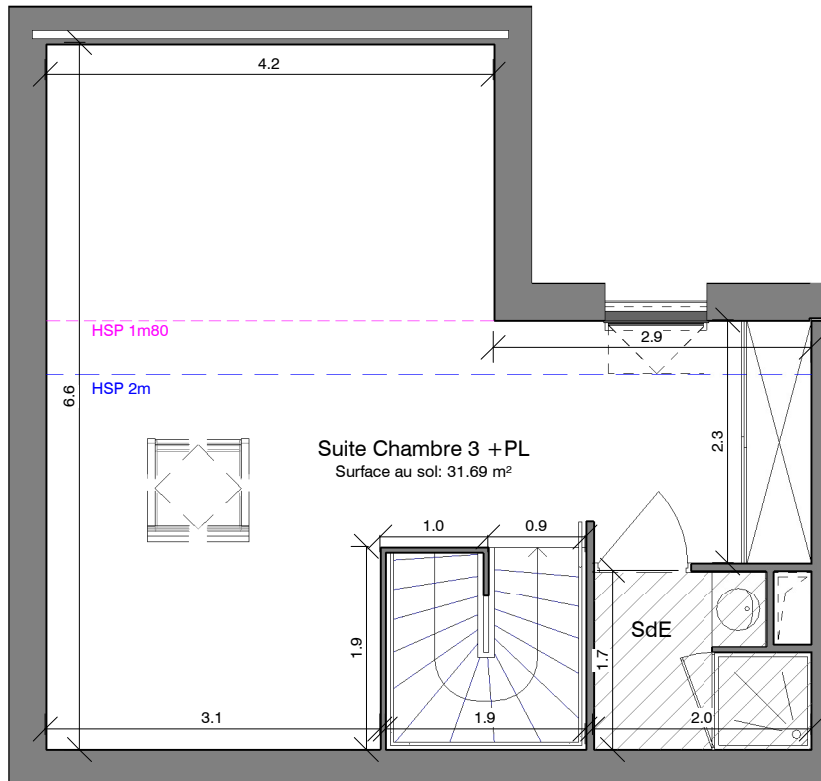 4.2
HSP 1m80
2.9
HSP 2m
6.6
2.3
Suite Chambre 3 +PL
Surface au sol: 31.69 m²
1.0
0.9
SdE
1.9
1.7
3.1
1.9
2.0